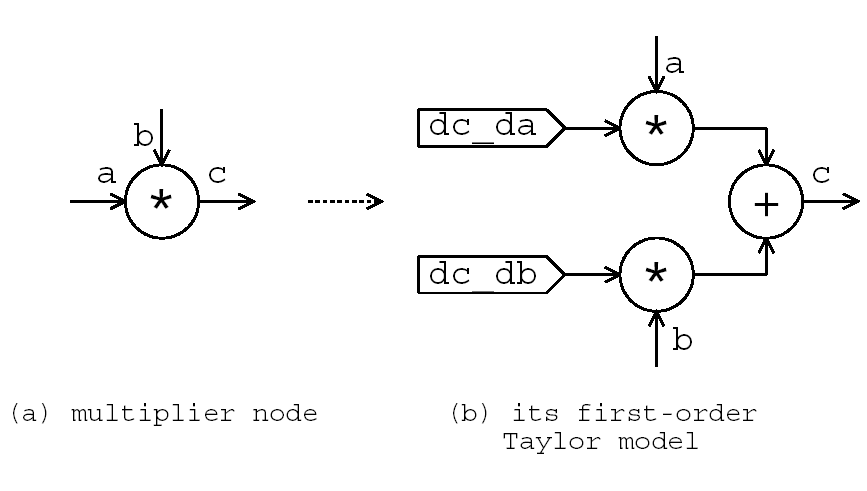 a
b
*
c
dc_da
*
a
dc_db
*
b
+
c
(a) multiplier node
(b) its first-order
Taylor model